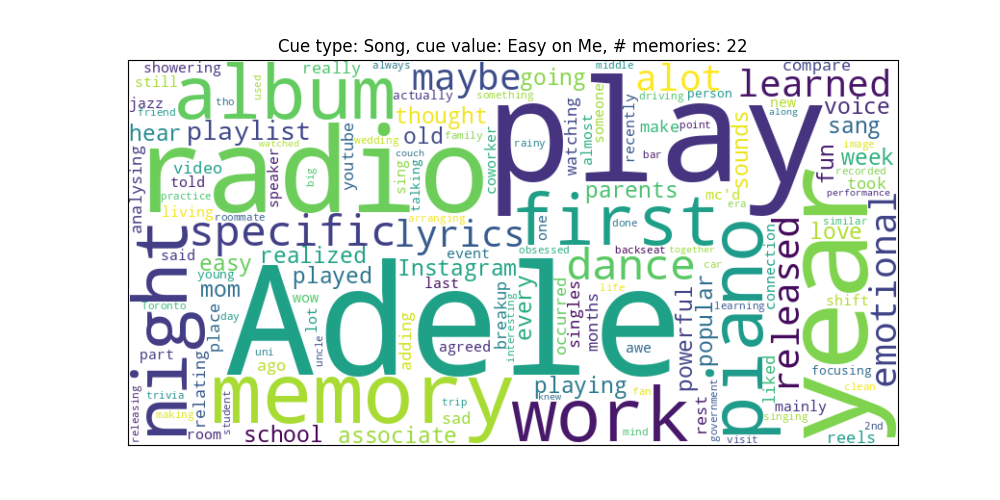 Cue type: Song, cue value: Easy on Me, # memories: 22
showering
really
always
middle
compare
still
album
used
maybe
going
alot
learned
jazz
tho
friend
actually
something
driving
person
new
along
voice
hear
playlist
thought
old
play
watching
almost
someone
recently
make
point
sounds
sang
analysing
radio
youtube
wedding
family
watched
coworker
rainy
bar
fun
image
week
video
told
speaker
big
couch
sing
talking
parents
mc'd
era
recorded
took
practice
living
roommate
arranging
first
performance
night
specific
lyrics
one
done
piano
released
year
similar
love
emotional
said
easy
realized
event
obsessed
backseat
together
connection
young
mom
played
Instagram
dance
car
Toronto
place
day
wow
lot
Adele
last
breakup
interesting
every
occurred
singles
months
life
powerful
popular
learning
shift
part
relating
uni
ago
uncle
adding
agreed
awe
liked
focusing
releasing
trivia
making
student
memory
playing
knew
fan
government
mainly
clean
room
school
associate
trip
sad
work
mind
rest
visit
singing
2nd
reels